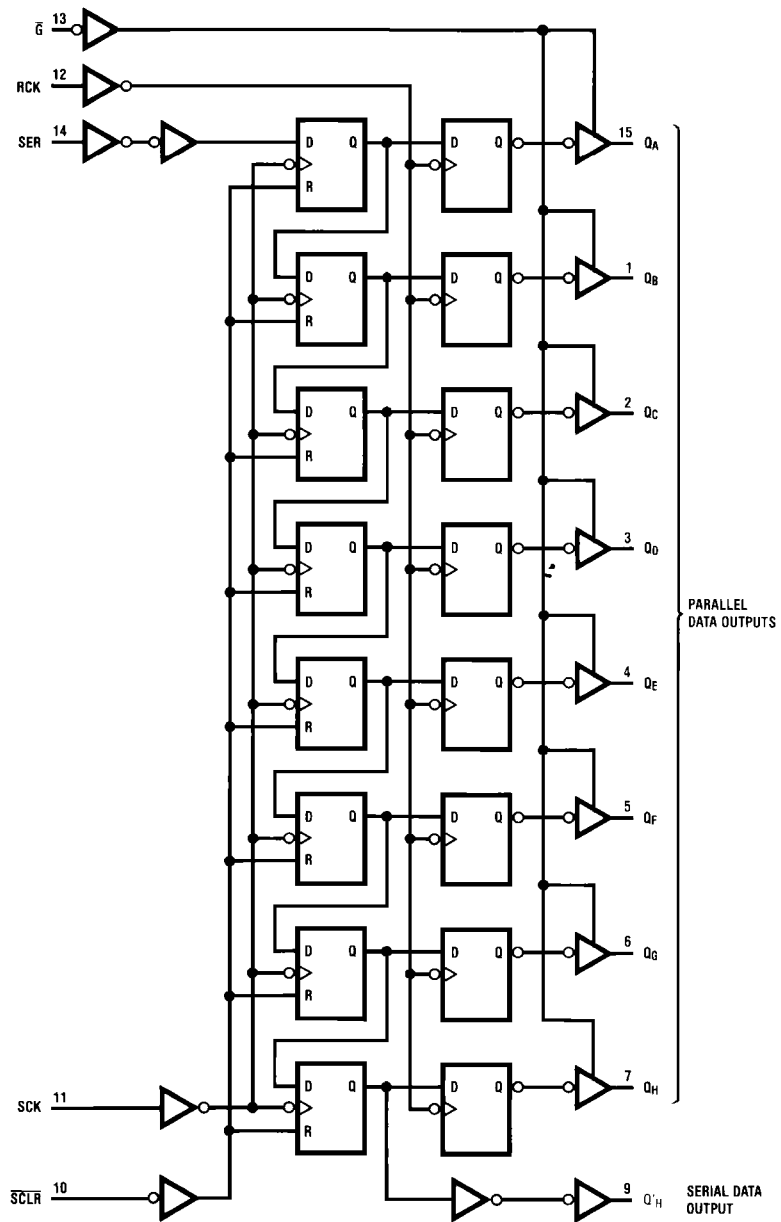 G̅ 13
RCK 12
SER 14
D Q
R
D Q
15 QA
D Q
R
D Q
1 QB
D Q
R
D Q
2 QC
D Q
R
D Q
3 QD
PARALLEL
DATA OUTPUTS
D Q
R
D Q
4 QE
D Q
R
D Q
5 QF
D Q
R
D Q
6 QG
D Q
R
D Q
7 QH
SCK 11
S̅C̅L̅R̅ 10
9 Q'H
SERIAL DATA
OUTPUT